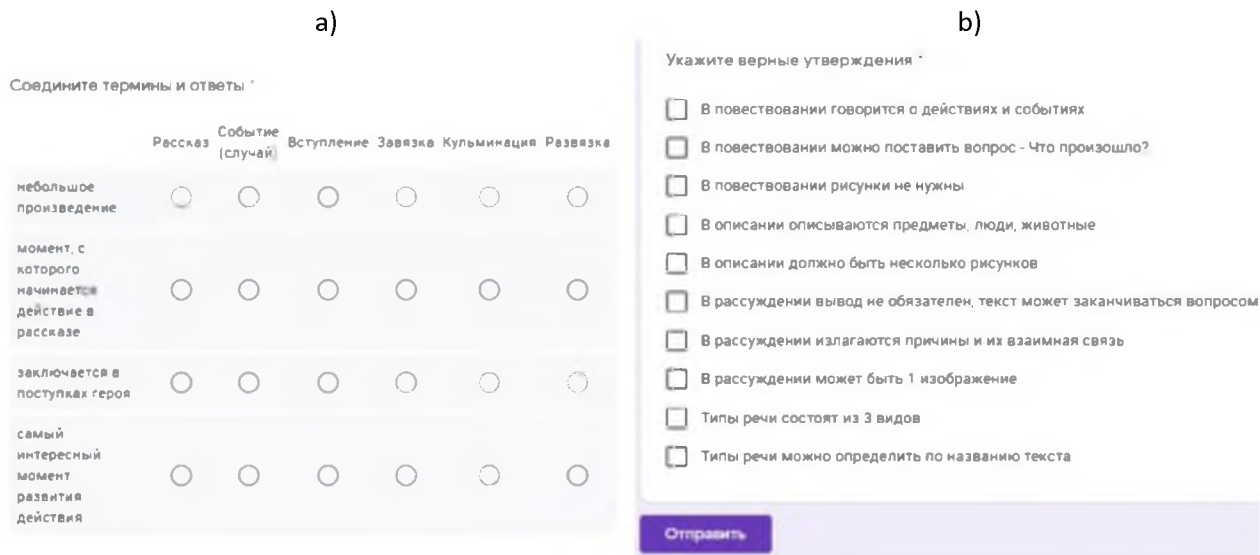 a)
Соедините термины и ответы *
Рассказ Событие (случай) Вступление Завязка Кульминация Развязка
небольшое
произведение
момент, с
которого
начинается
действие в
рассказе
заключается в
поступках героя
самый
интересный
момент
развития
действия
b)
Укажите верные утверждения *
В повествовании говорится о действиях и событиях
В повествовании можно поставить вопрос - Что произошло?
В повествовании рисунки не нужны
В описании описываются предметы, люди, животные
В описании должно быть несколько рисунков
В рассуждении вывод не обязателен, текст может заканчиваться вопросом
В рассуждении излагаются причины и их взаимная связь
В рассуждении может быть 1 изображение
Типы речи состоят из 3 видов
Типы речи можно определить по названию текста
Отправить